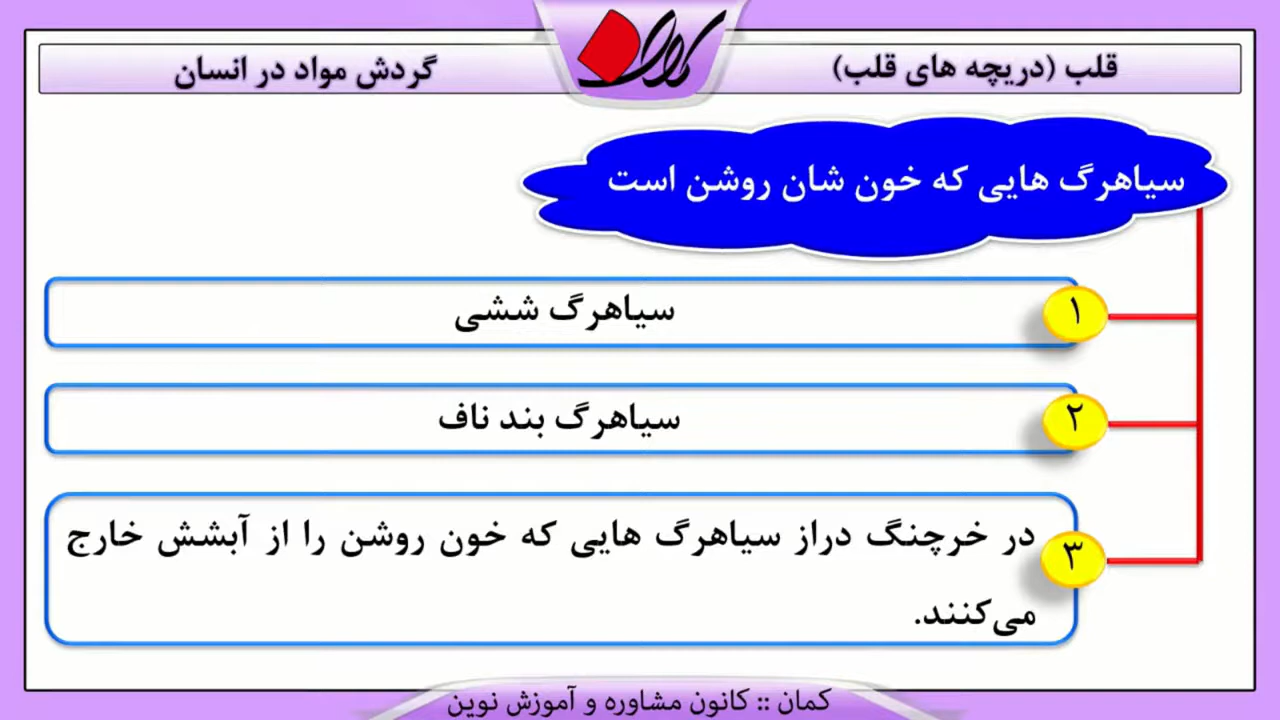 قلب (دریچه های قلب)
گردش مواد در انسان
سیاهرگ هایی که خون شان روشن است
۱
سیاهرگ ششی
۲
سیاهرگ بند ناف
۳
در خرچنگ دراز سیاهرگ هایی که خون روشن را از آبشش خارج
می‌کنند.
کمان :: کانون مشاوره و آموزش نوین